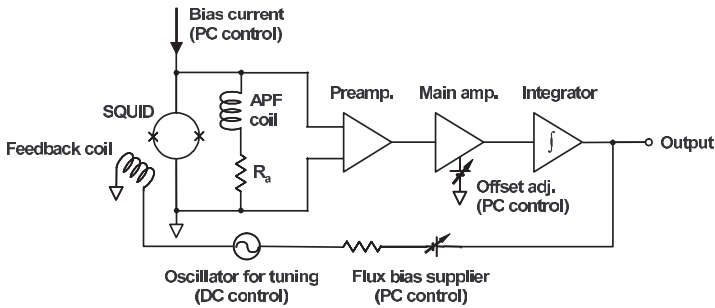 Bias current
(PC control)
SQUID
APF
coil
Preamp.
Main amp.
Integrator
Feedback coil
Ra
∫
Output
Offset adj.
(PC control)
Oscillator for tuning
(DC control)
Flux bias supplier
(PC control)